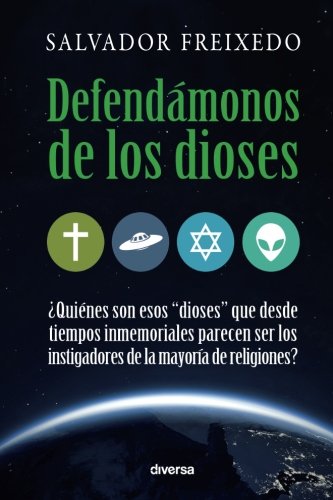 SALVADOR FREIXEDO
Defendámonos
de los dioses
¿Quiénes son esos “dioses” que desde
tiempos inmemoriales parecen ser los
instigadores de la mayoría de religiones?
diversa